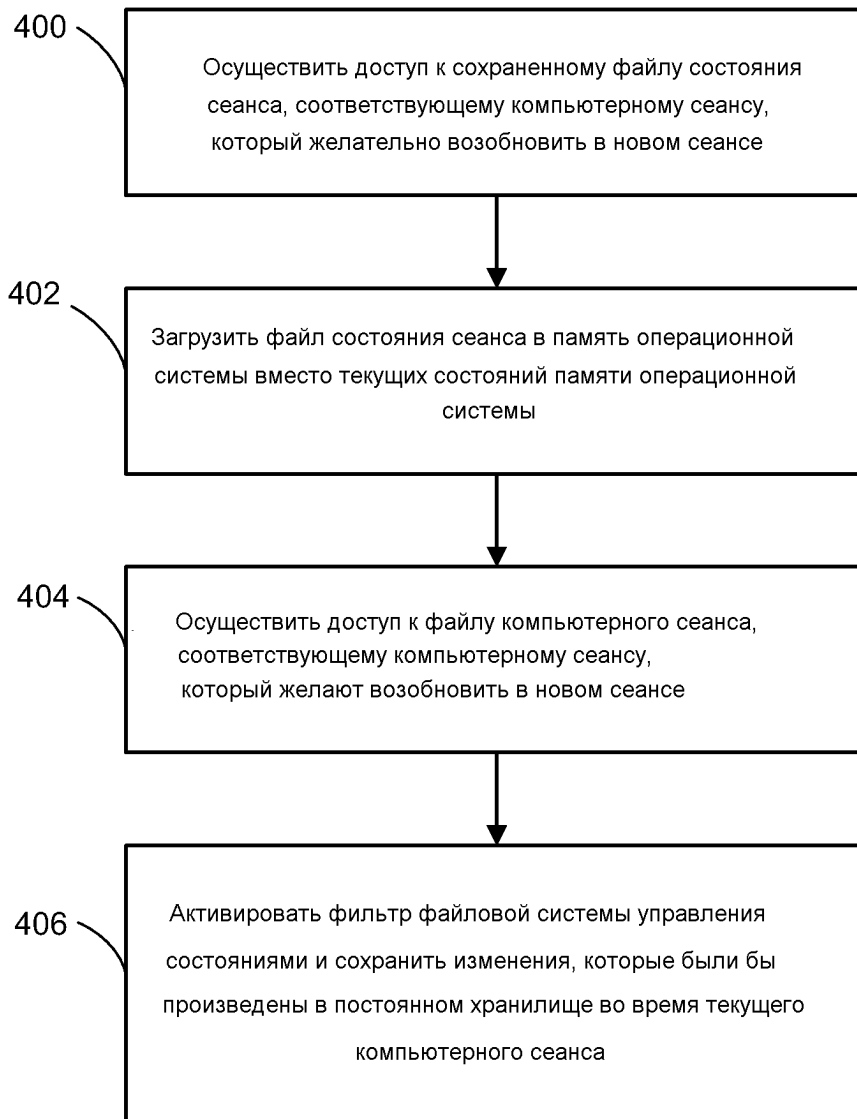 400
Осуществить доступ к сохраненному файлу состояния
сеанса, соответствующему компьютерному сеансу,
который желательно возобновить в новом сеансе
402
Загрузить файл состояния сеанса в память операционной
системы вместо текущих состояний памяти операционной
системы
404
Осуществить доступ к файлу компьютерного сеанса,
соответствующему компьютерному сеансу,
который желают возобновить в новом сеансе
406
Активировать фильтр файловой системы управления
состояниями и сохранить изменения, которые были бы
произведены в постоянном хранилище во время текущего
компьютерного сеанса